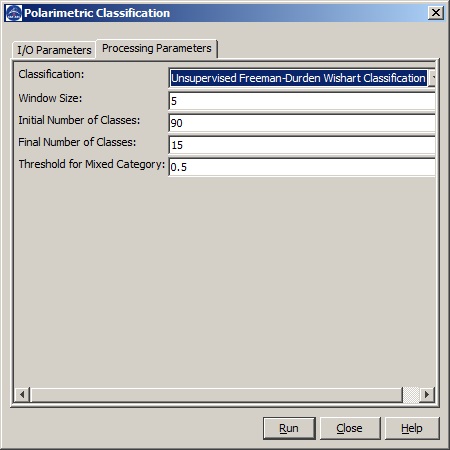 Polarimetric Classification
I/O Parameters Processing Parameters
Classification: Unsupervised Freeman-Durden Wishart Classification
Window Size: 5
Initial Number of Classes: 90
Final Number of Classes: 15
Threshold for Mixed Category: 0.5
Run Close Help